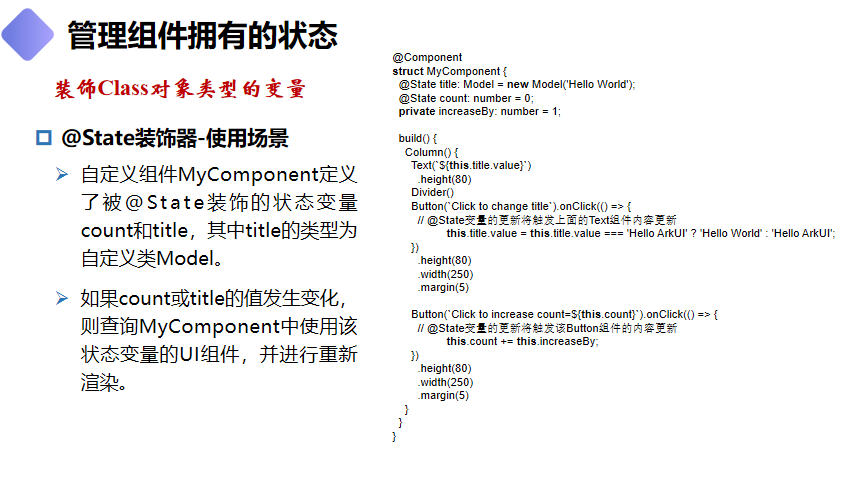 管理组件拥有的状态
装饰Class对象类型的变量
@State装饰器-使用场景
自定义组件MyComponent定义
了被@State装饰的状态变量
count和title，其中title的类型为
自定义类Model。
如果count或title的值发生变化，
则查询MyComponent中使用该
状态变量的UI组件，并进行重新
渲染。
@Component
struct MyComponent {
  @State title: Model = new Model('Hello World');
  @State count: number = 0;
  private increaseBy: number = 1;
  build() {
    Column() {
      Text(`${this.title.value}`)
        .height(80)
      Divider()
      Button(`Click to change title`).onClick(() => {
        // @State变量的更新将触发上面的Text组件内容更新
        this.title.value = this.title.value === 'Hello ArkUI' ? 'Hello World' : 'Hello ArkUI';
      })
        .height(80)
        .width(250)
        .margin(5)
      Button(`Click to increase count=${this.count}`).onClick(() => {
        // @State变量的更新将触发该Button组件的内容更新
        this.count += this.increaseBy;
      })
        .height(80)
        .width(250)
        .margin(5)
    }
  }
}